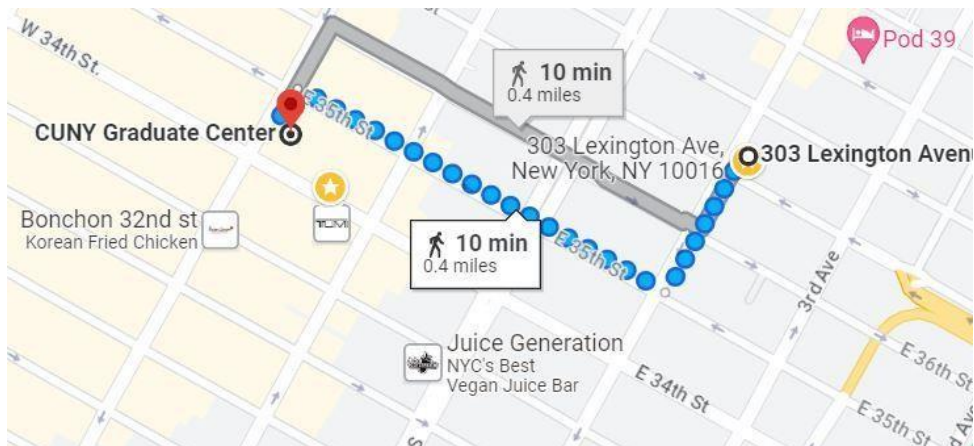 W 34th St.
Pod 39
10 min
0.4 miles
E 35th St
CUNY Graduate Center
303 Lexington Ave,
New York, NY 10016
303 Lexington Aven
TUMI
Bonchon 32nd st
Korean Fried Chicken
10 min
0.4 miles
E 35th St
3rd Ave
Juice Generation
NYC's Best
Vegan Juice Bar
E 34th St
E 36th St
E 35th St